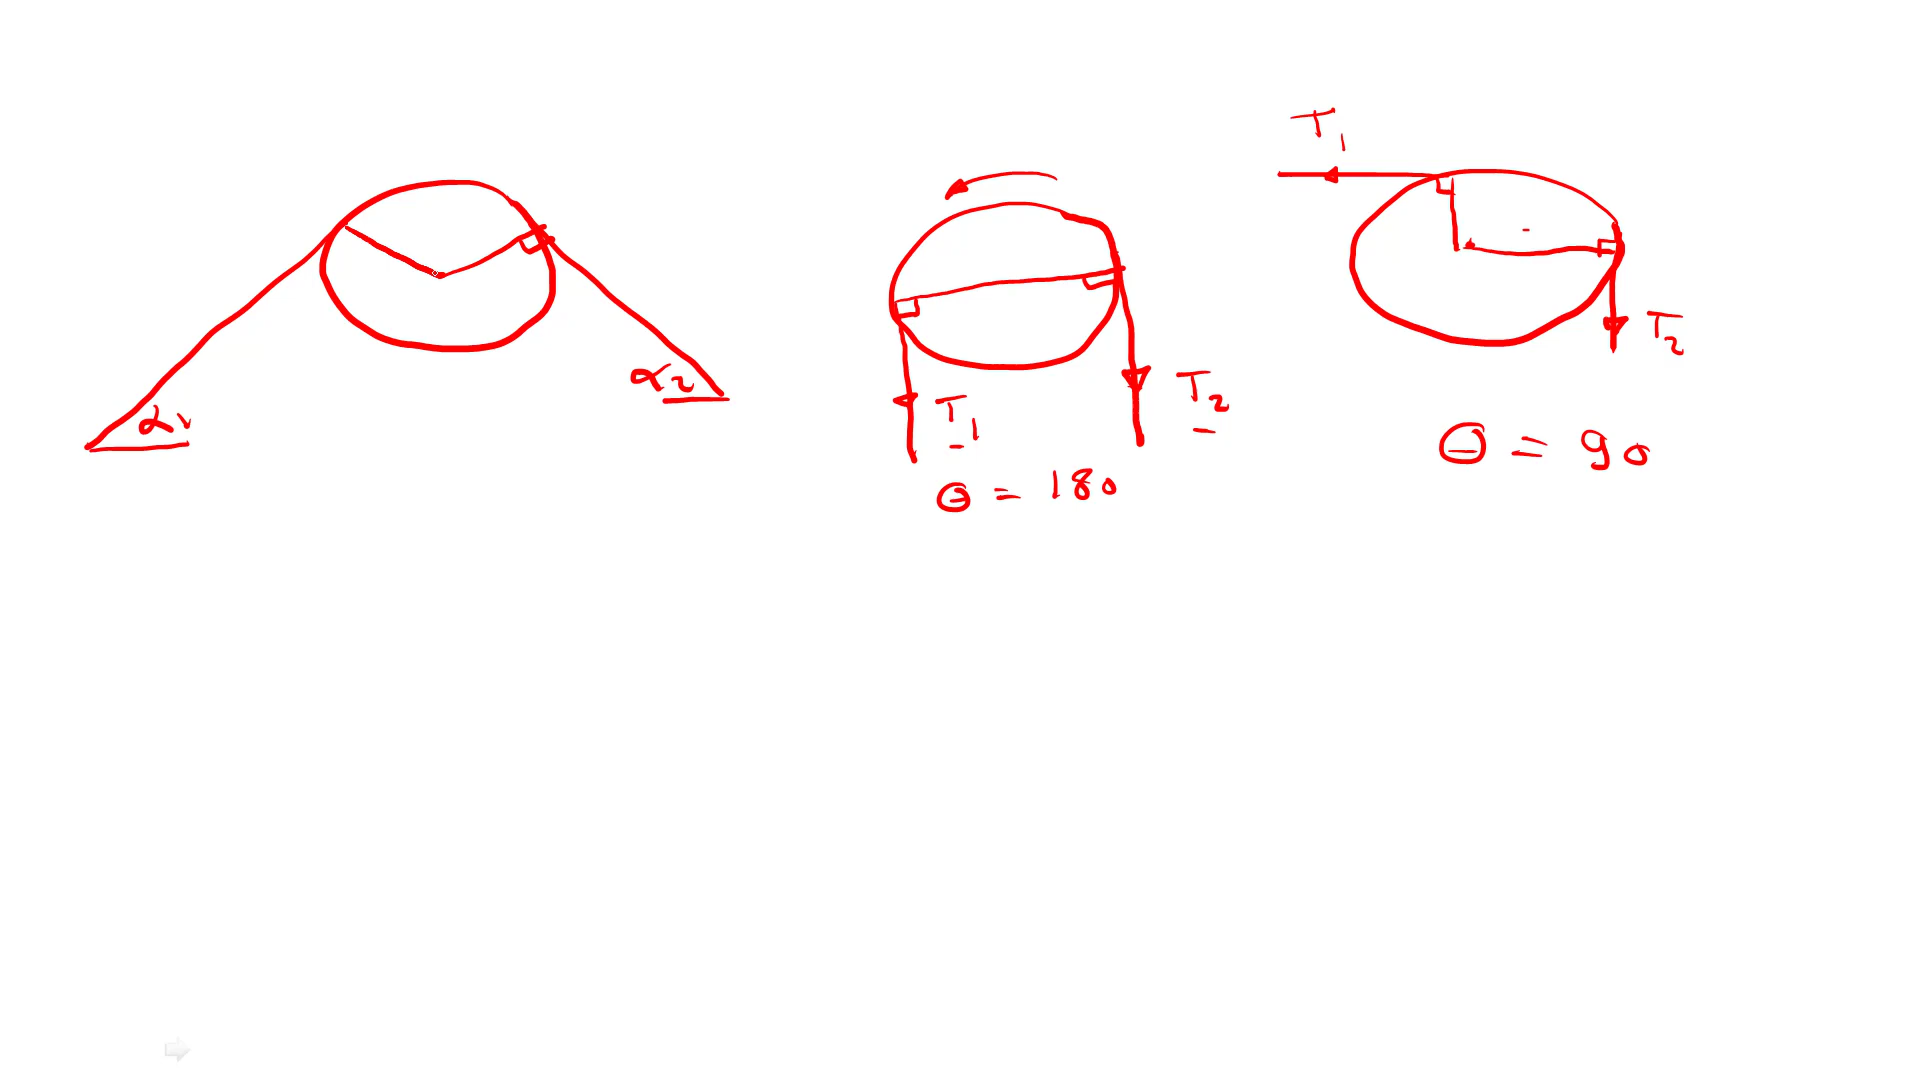 α₁
α₂
T₁
T₂
θ = 180
T₁
T₂
θ = 90